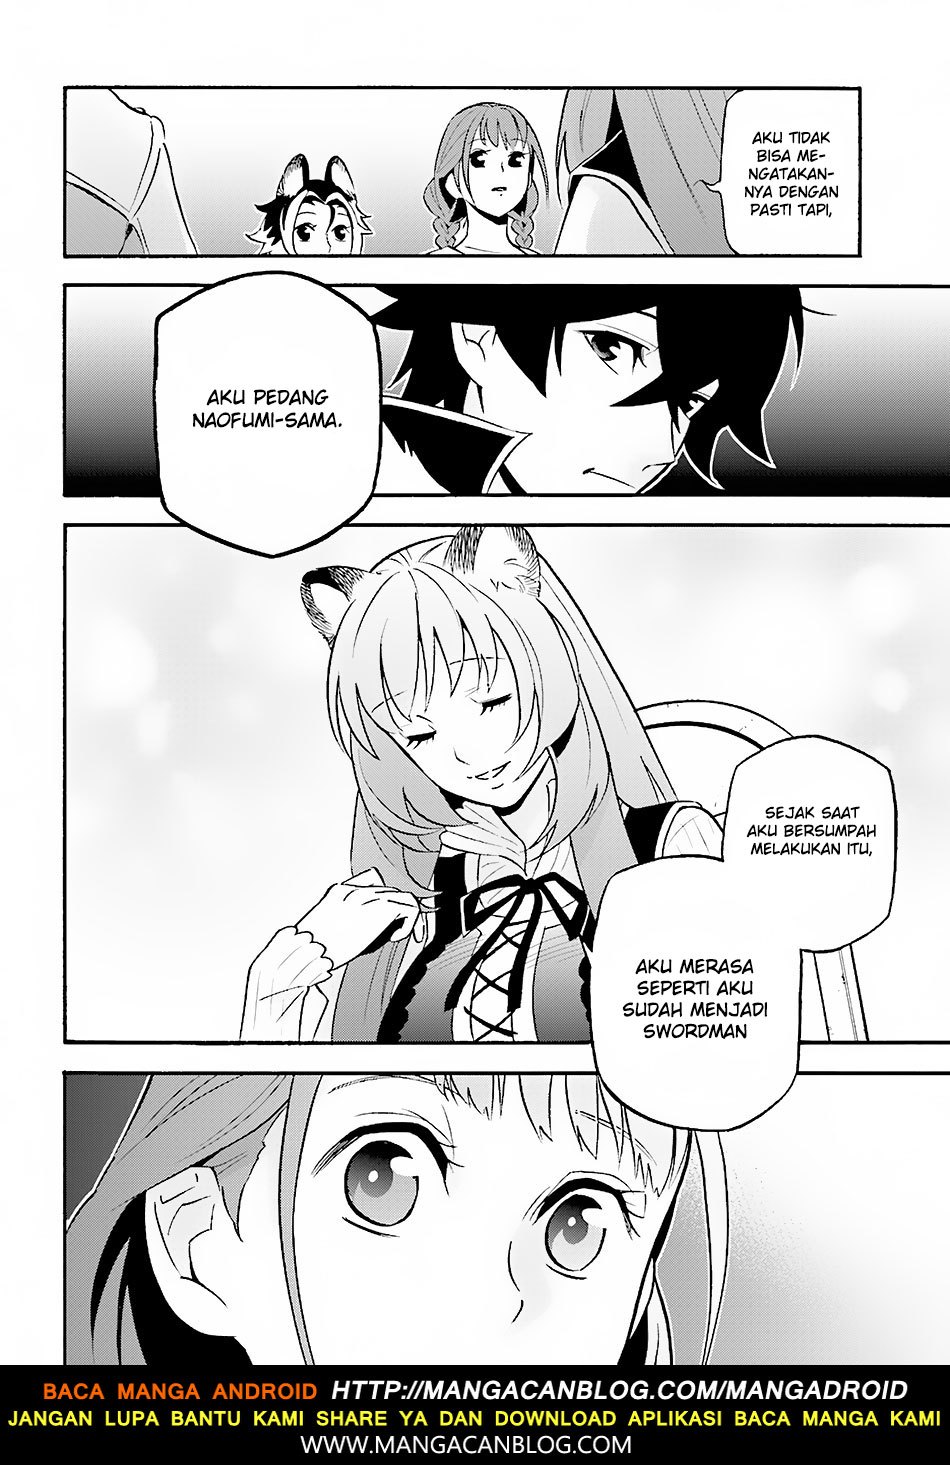 AKU TIDAK
BISA ME-
NGATAKAN-
NYA DENGAN
PASTI TAPI,
AKU PEDANG
NAOFUMI-SAMA.
SEJAK SAAT
AKU BERSUMPAH
MELAKUKAN ITU,
AKU MERASA
SEPERTI AKU
SUDAH MENJADI
SWORDMAN
BACA MANGA ANDROID HTTP://MANGACANBLOG.COM/MANGADROID
JANGAN LUPA BANTU KAMI SHARE YA DAN DOWNLOAD APLIKASI BACA MANGA KAMI
WWW.MANGACANBLOG.COM